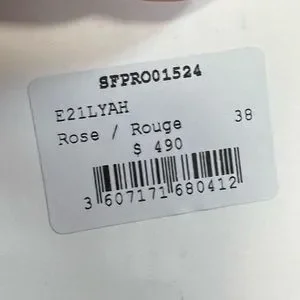 SFPRO01524
E21LYAH
Rose / Rouge 38
$ 490
3 607171 680412